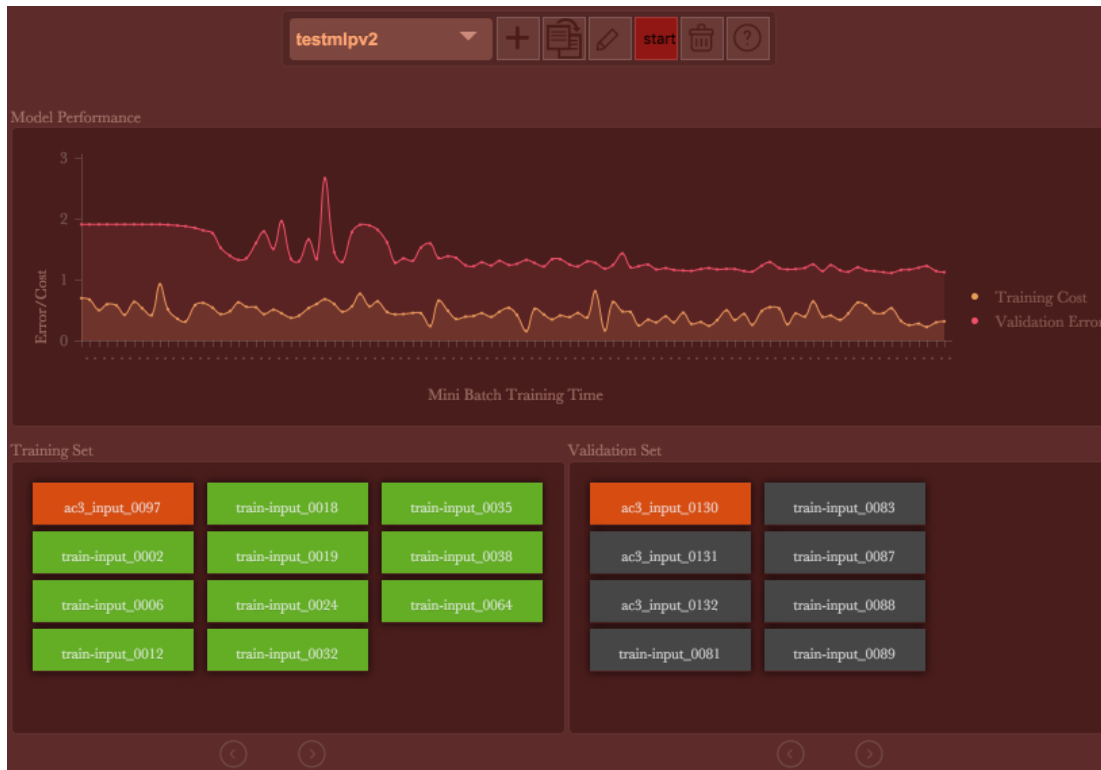 testmlpv2
start
?
Model Performance
3
2
1
0
Error/Cost
Training Cost
Validation Error
Mini Batch Training Time
Training Set
Validation Set
ac3_input_0097 train-input_0018 train-input_0035
ac3_input_0130 train-input_0083
train-input_0002 train-input_0019 train-input_0038
ac3_input_0131 train-input_0087
train-input_0006 train-input_0024 train-input_0064
ac3_input_0132 train-input_0088
train-input_0012 train-input_0032
train-input_0081 train-input_0089